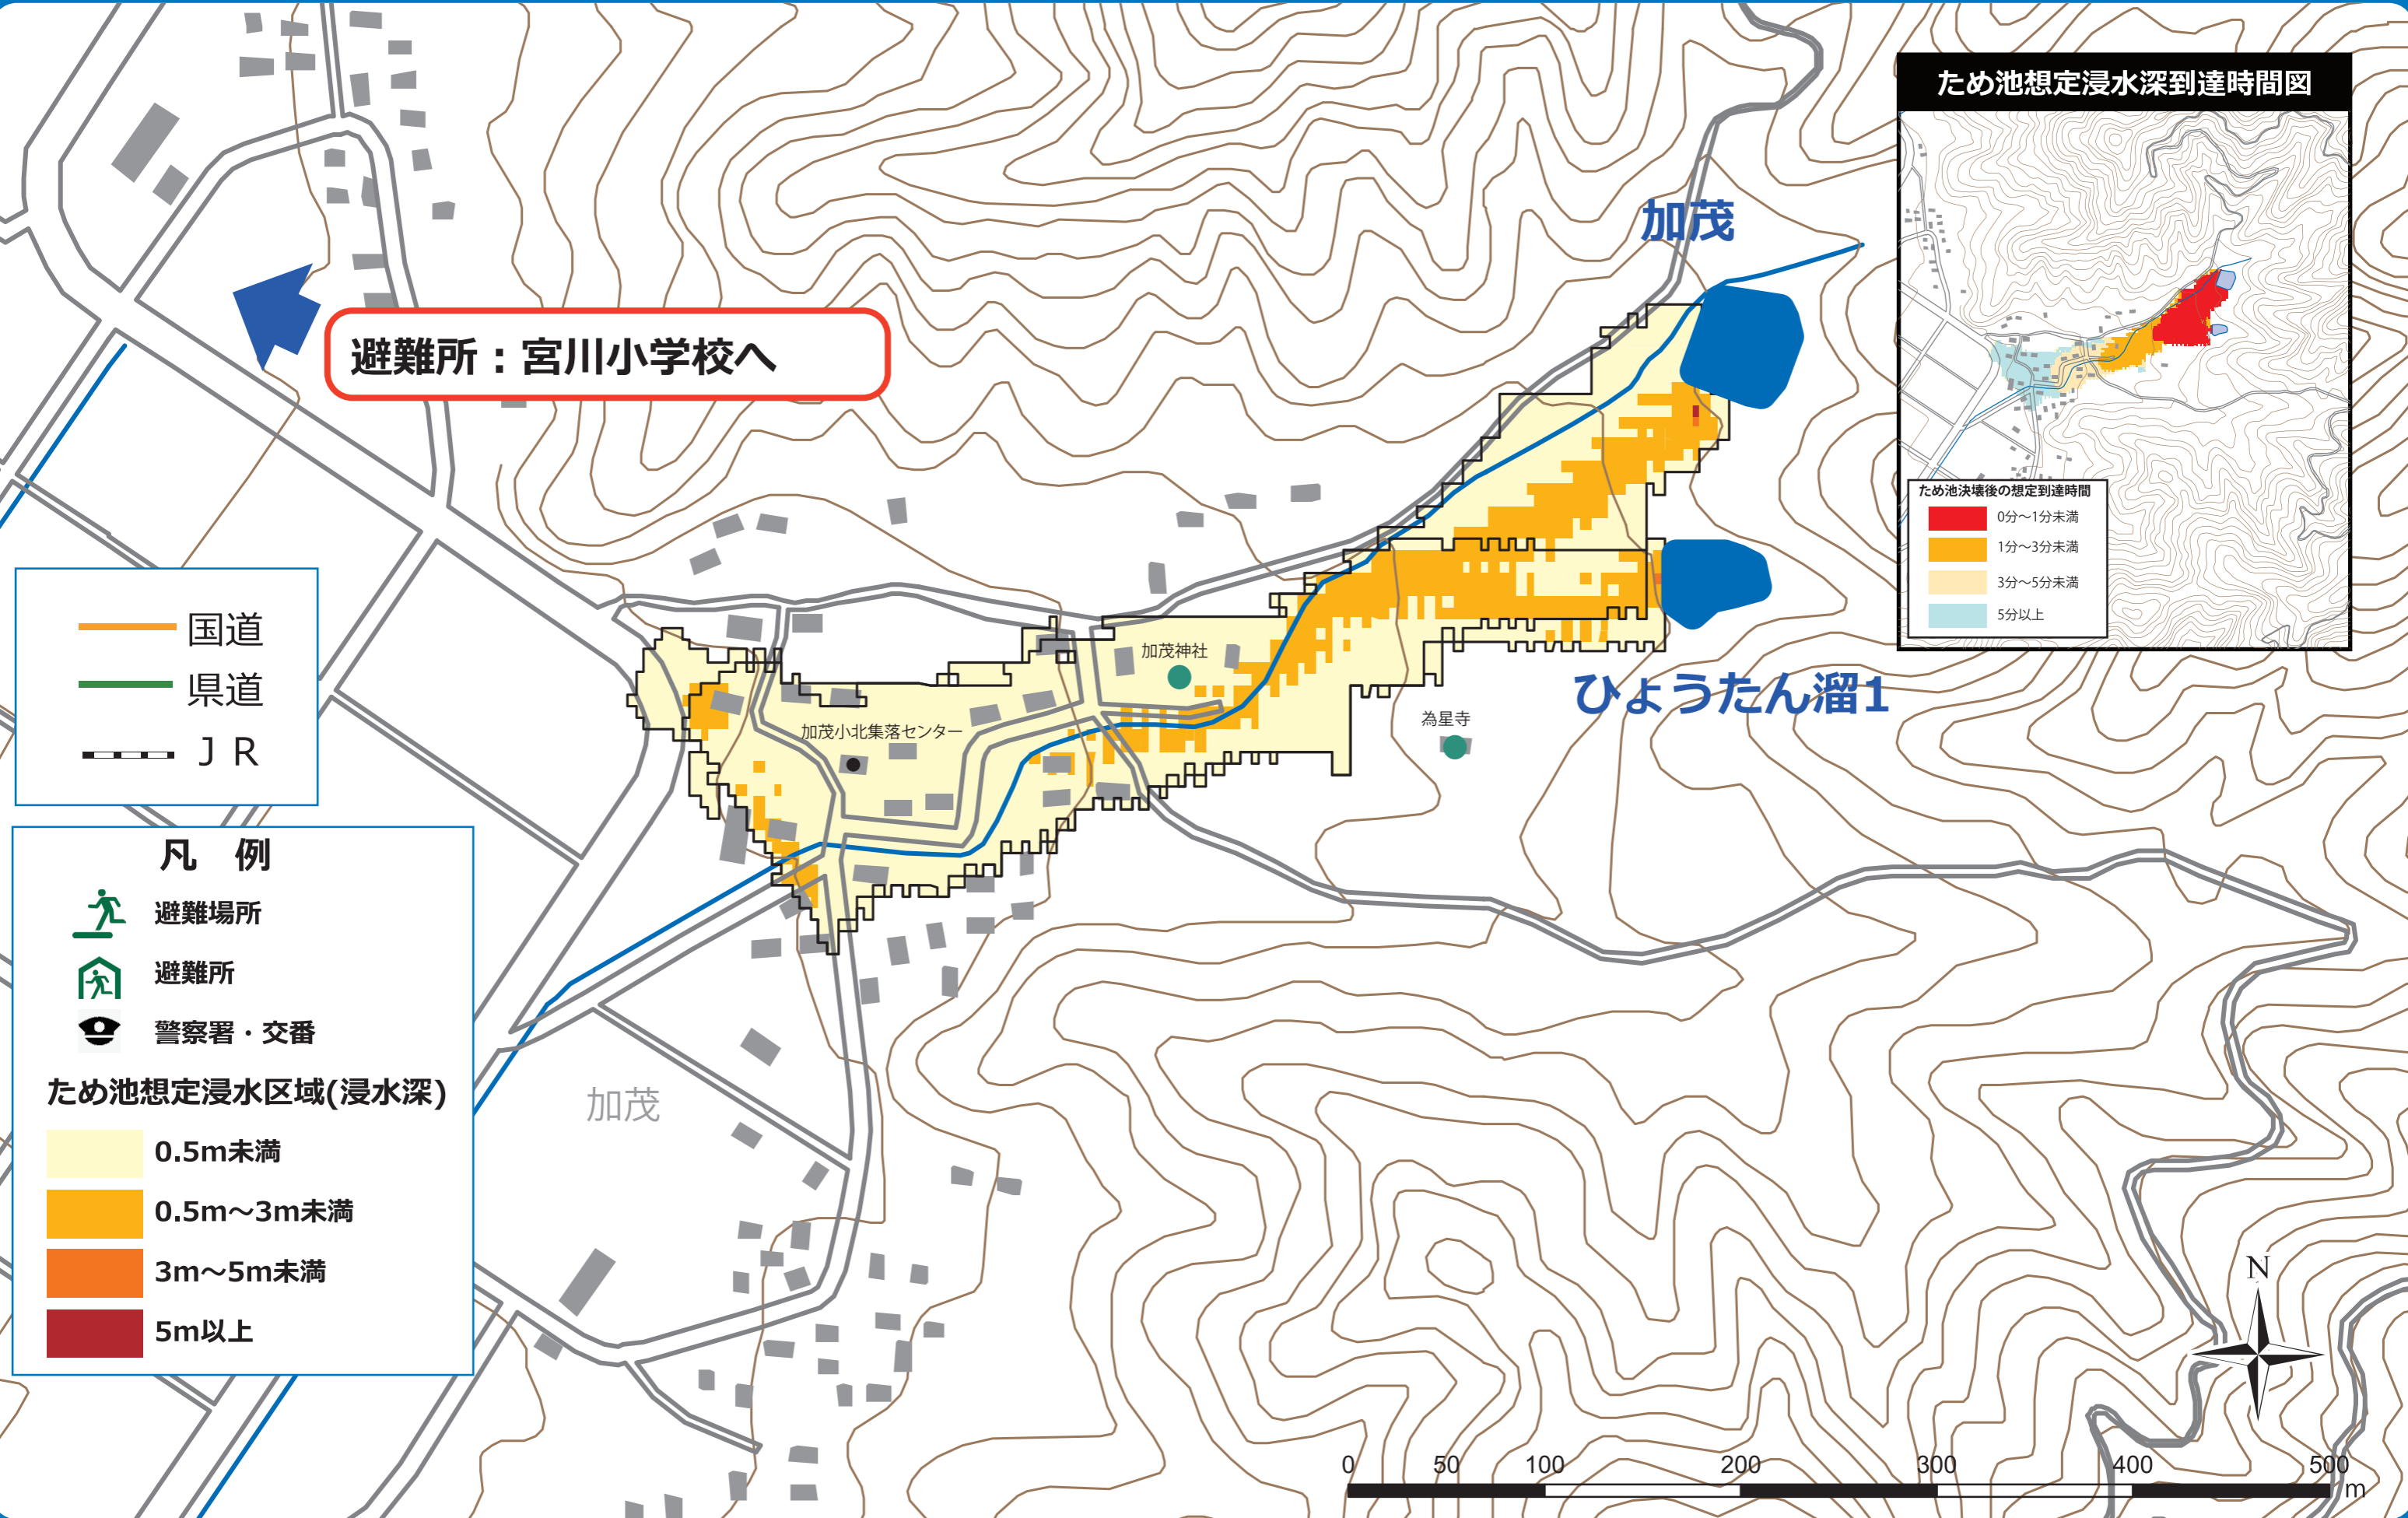 ため池想定浸水深到達時間図
加茂
避難所：宮川小学校へ
ため池決壊後の想定到達時間
0分～1分未満
1分～3分未満
3分～5分未満
5分以上
国道
県道
ＪＲ
加茂神社
ひょうたん溜1
為星寺
加茂小北集落センター
凡　例
避難場所
避難所
警察署・交番
ため池想定浸水区域(浸水深)
0.5m未満
0.5m～3m未満
3m～5m未満
5m以上
加茂
N
0 50 100 200 300 400 500
m